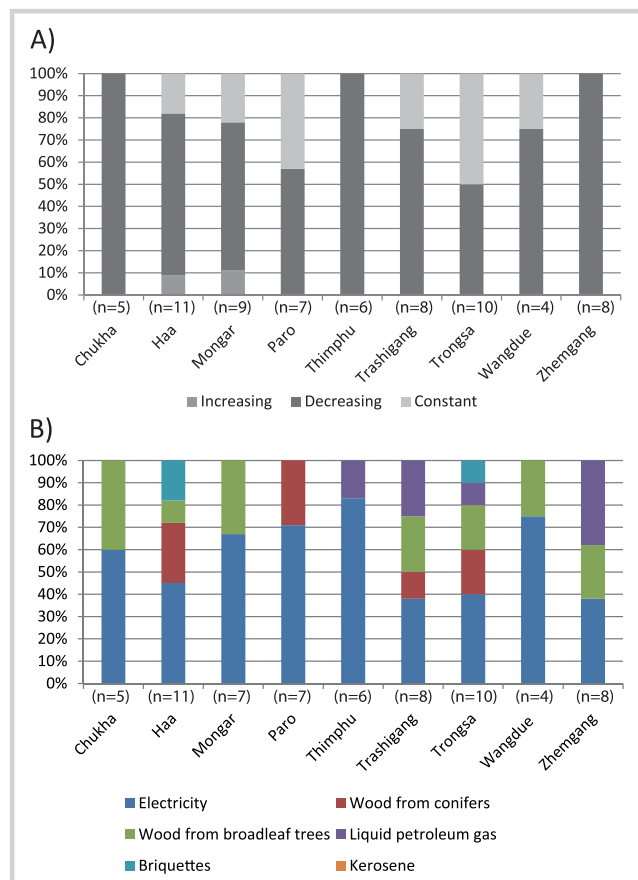 A)
100%
90%
80%
70%
60%
50%
40%
30%
20%
10%
0%
(n=5) (n=11) (n=9) (n=7) (n=6) (n=8) (n=10) (n=4) (n=8)
Chukha Haa Mongar Paro Thimphu Trashigang Trongsa Wangdue Zhemgang
Increasing Decreasing Constant
B)
100%
90%
80%
70%
60%
50%
40%
30%
20%
10%
0%
(n=5) (n=11) (n=7) (n=7) (n=6) (n=8) (n=10) (n=4) (n=8)
Chukha Haa Mongar Paro Thimphu Trashigang Trongsa Wangdue Zhemgang
Electricity Wood from conifers
Wood from broadleaf trees Liquid petroleum gas
Briquettes Kerosene